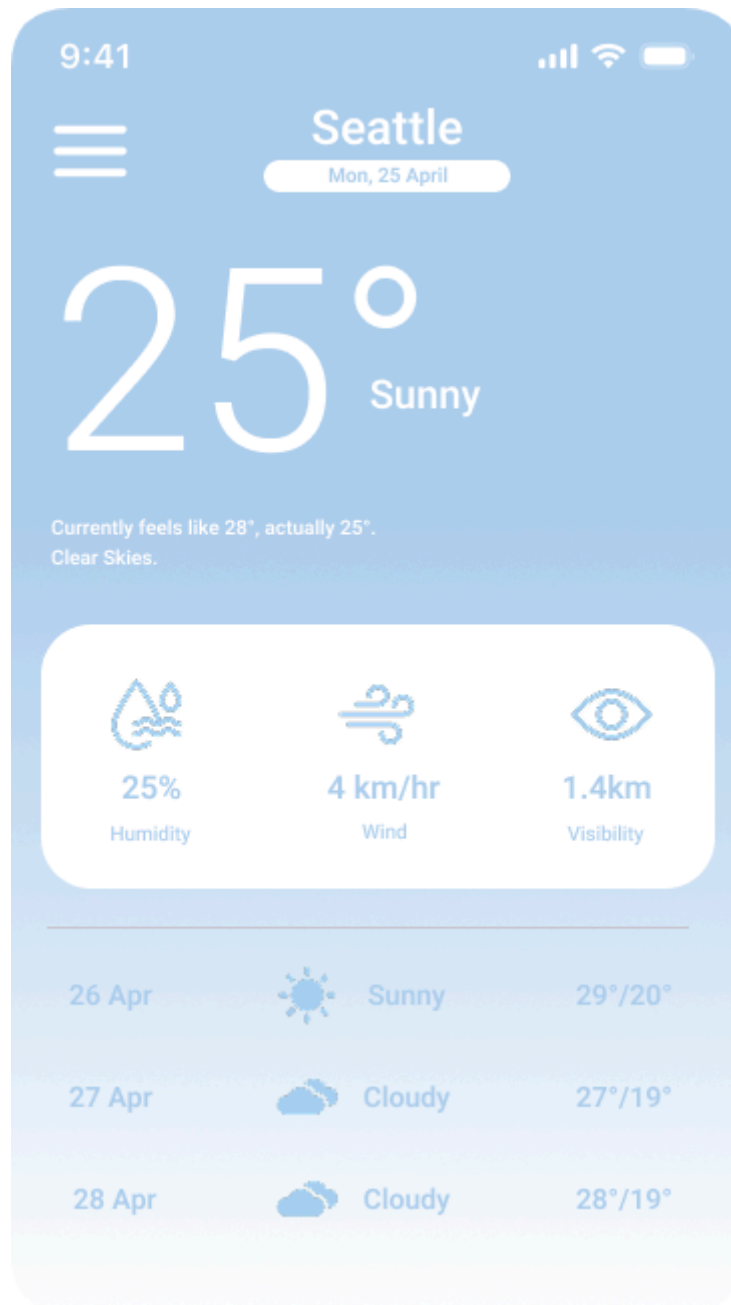 9:41
Seattle
Mon, 25 April
25°
Sunny
Currently feels like 28°, actually 25°.
Clear Skies.
25% 4 km/hr 1.4km
Humidity Wind Visibility
26 Apr Sunny 29°/20°
27 Apr Cloudy 27°/19°
28 Apr Cloudy 28°/19°